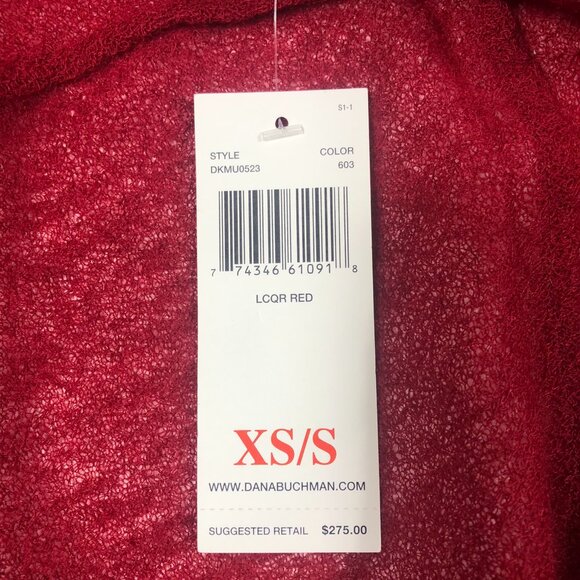 S1-1
STYLE COLOR
DKMU0523 603
7 74346 61091 8
LCQR RED
XS/S
WWW.DANABUCHMAN.COM
SUGGESTED RETAIL $275.00